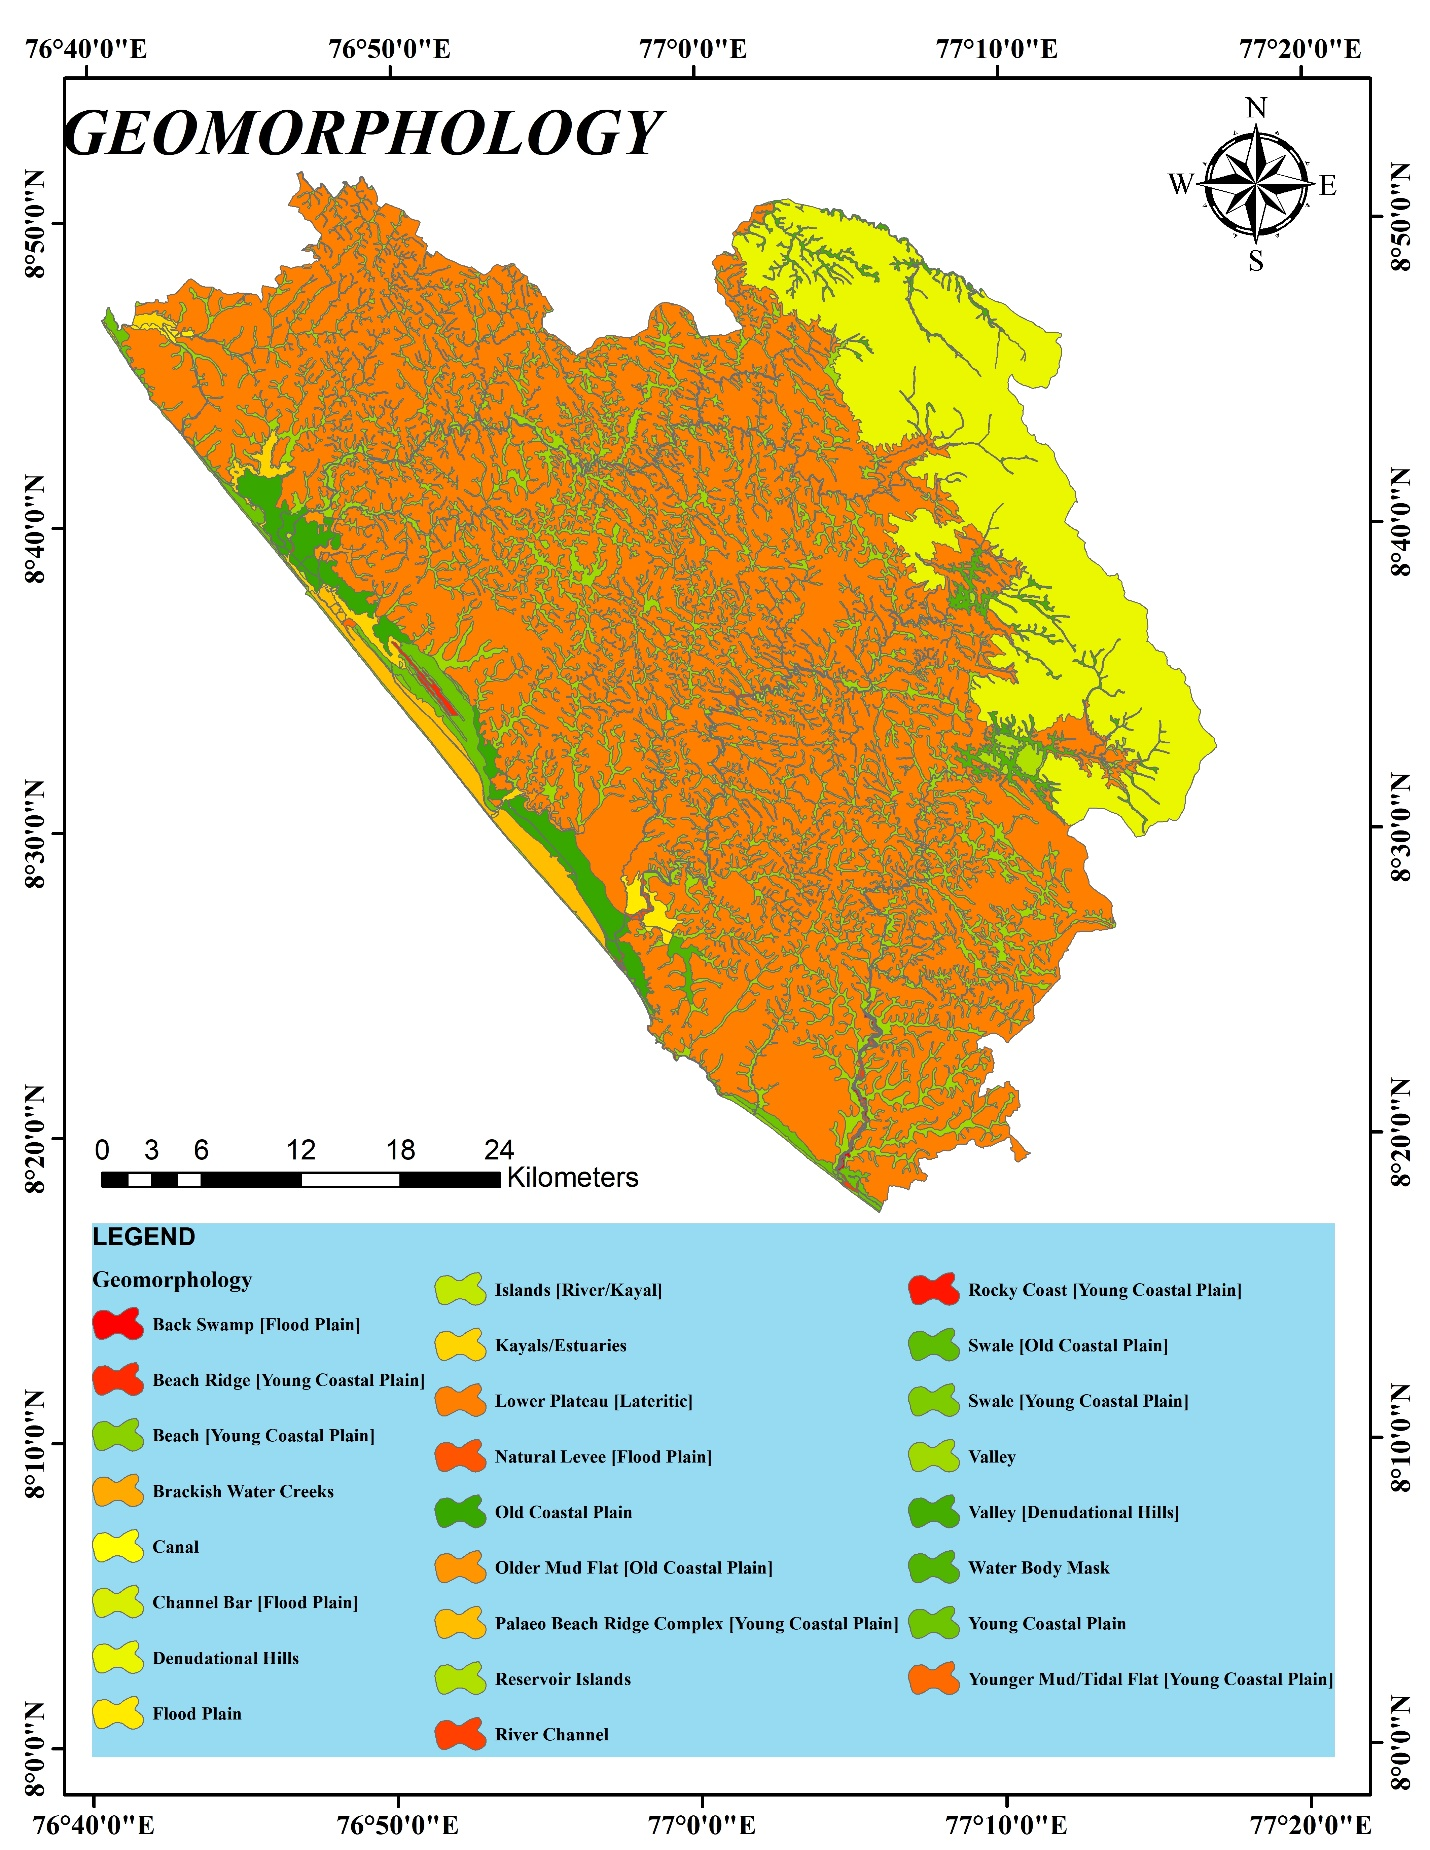 76°40'0"E 76°50'0"E 77°0'0"E 77°10'0"E 77°20'0"E
GEOMORPHOLOGY
N
W E
S
8°50'0"N 8°50'0"N
8°40'0"N 8°40'0"N
8°30'0"N 8°30'0"N
8°20'0"N 8°20'0"N
0 3 6 12 18 24
Kilometers
LEGEND
Geomorphology
Back Swamp [Flood Plain]
Beach Ridge [Young Coastal Plain]
Beach [Young Coastal Plain]
Brackish Water Creeks
Canal
Channel Bar [Flood Plain]
Denudational Hills
Flood Plain
Islands [River/Kayal]
Kayals/Estuaries
Lower Plateau [Lateritic]
Natural Levee [Flood Plain]
Old Coastal Plain
Older Mud Flat [Old Coastal Plain]
Palaeo Beach Ridge Complex [Young Coastal Plain]
Reservoir Islands
River Channel
Rocky Coast [Young Coastal Plain]
Swale [Old Coastal Plain]
Swale [Young Coastal Plain]
Valley
Valley [Denudational Hills]
Water Body Mask
Young Coastal Plain
Younger Mud/Tidal Flat [Young Coastal Plain]
8°10'0"N 8°10'0"N
8°0'0"N 8°0'0"N
76°40'0"E 76°50'0"E 77°0'0"E 77°10'0"E 77°20'0"E